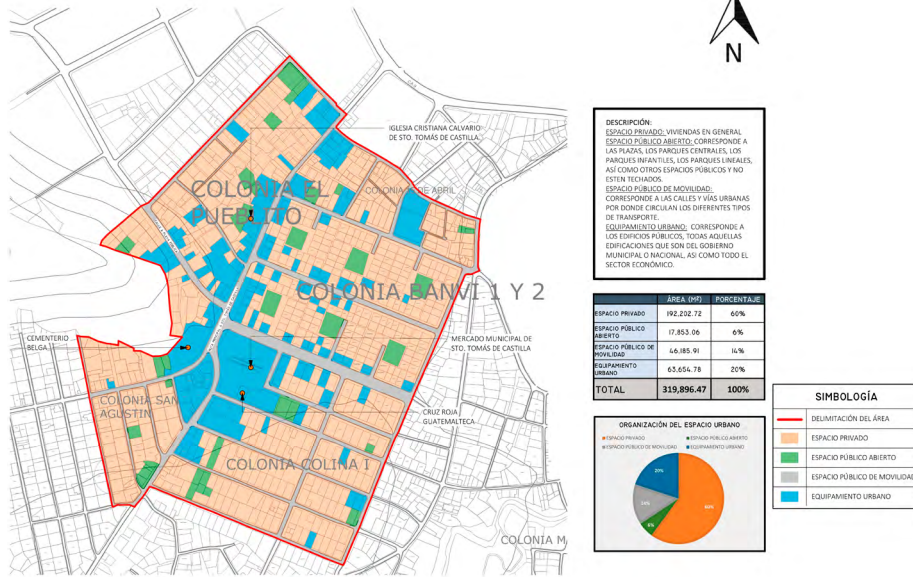 N
DESCRIPCIÓN:
ESPACIO PRIVADO: VIVIENDAS EN GENERAL
ESPACIO PÚBLICO ABIERTO: CORRESPONDE A
LAS PLAZAS, LOS PARQUES CENTRALES, LOS
PARQUES INFANTILES, LOS PARQUES LINEALES,
ASÍ COMO OTROS ESPACIOS PÚBLICOS Y NO
ESTEN TECHADOS.
ESPACIO PÚBLICO DE MOVILIDAD:
CORRESPONDE A LAS CALLES Y VÍAS URBANAS
POR DONDE CIRCULAN LOS DIFERENTES TIPOS
DE TRANSPORTE.
EQUIPAMIENTO URBANO: CORRESPONDE A
LOS EDIFICIOS PÚBLICOS, TODAS AQUELLAS
EDIFICACIONES QUE SON DEL GOBIERNO
MUNICIPAL O NACIONAL, ASI COMO TODO EL
SECTOR ECONÓMICO.
IGLESIA CRISTIANA CALVARIO
DE STO. TOMÁS DE CASTILLA
COLONIA EL
PUEBLITO
COLONIA DE ABRIL
COLONIA BANVI 1 Y 2
CEMENTERIO
BELGA
MERCADO MUNICIPAL DE
STO. TOMÁS DE CASTILLA
COLONIA SAN
AGUSTIN
CRUZ ROJA
GUATEMALTECA
COLONIA COLINA I
COLONIA M
ÁREA (M²) PORCENTAJE
ESPACIO PRIVADO 192,202.72 60%
ESPACIO PÚBLICO
ABIERTO 17,853.06 6%
ESPACIO PÚBLICO DE
MOVILIDAD 46,185.91 14%
EQUIPAMIENTO
URBANO 63,654.78 20%
TOTAL 319,896.47 100%
ORGANIZACIÓN DEL ESPACIO URBANO
ESPACIO PRIVADO ESPACIO PÚBLICO ABIERTO
ESPACIO PÚBLICO DE MOVILIDAD EQUIPAMIENTO URBANO
20%
14%
6%
60%
SIMBOLOGÍA
DELIMITACIÓN DEL ÁREA
ESPACIO PRIVADO
ESPACIO PÚBLICO ABIERTO
ESPACIO PÚBLICO DE MOVILIDAD
EQUIPAMIENTO URBANO